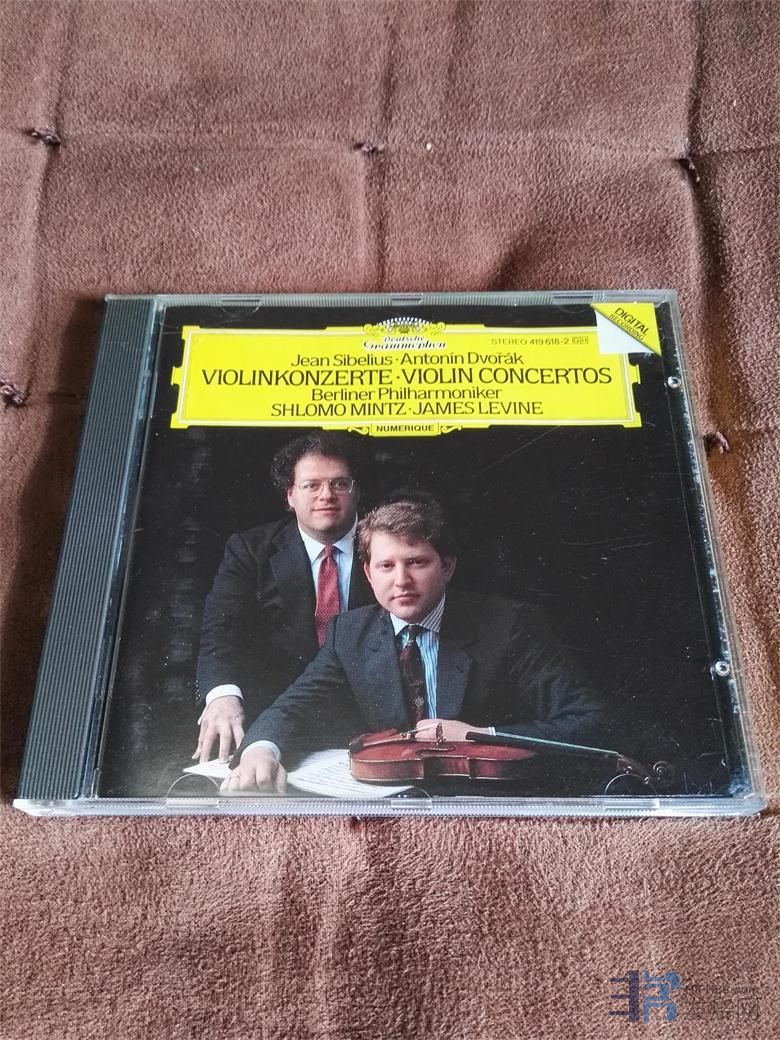 DIGITAL
RECORDING
Deutsche
Grammophon
STEREO 419 618-2 GH
Jean Sibelius · Antonín Dvořák
VIOLINKONZERTE · VIOLIN CONCERTOS
Berliner Philharmoniker
SHLOMO MINTZ · JAMES LEVINE
NUMERIQUE